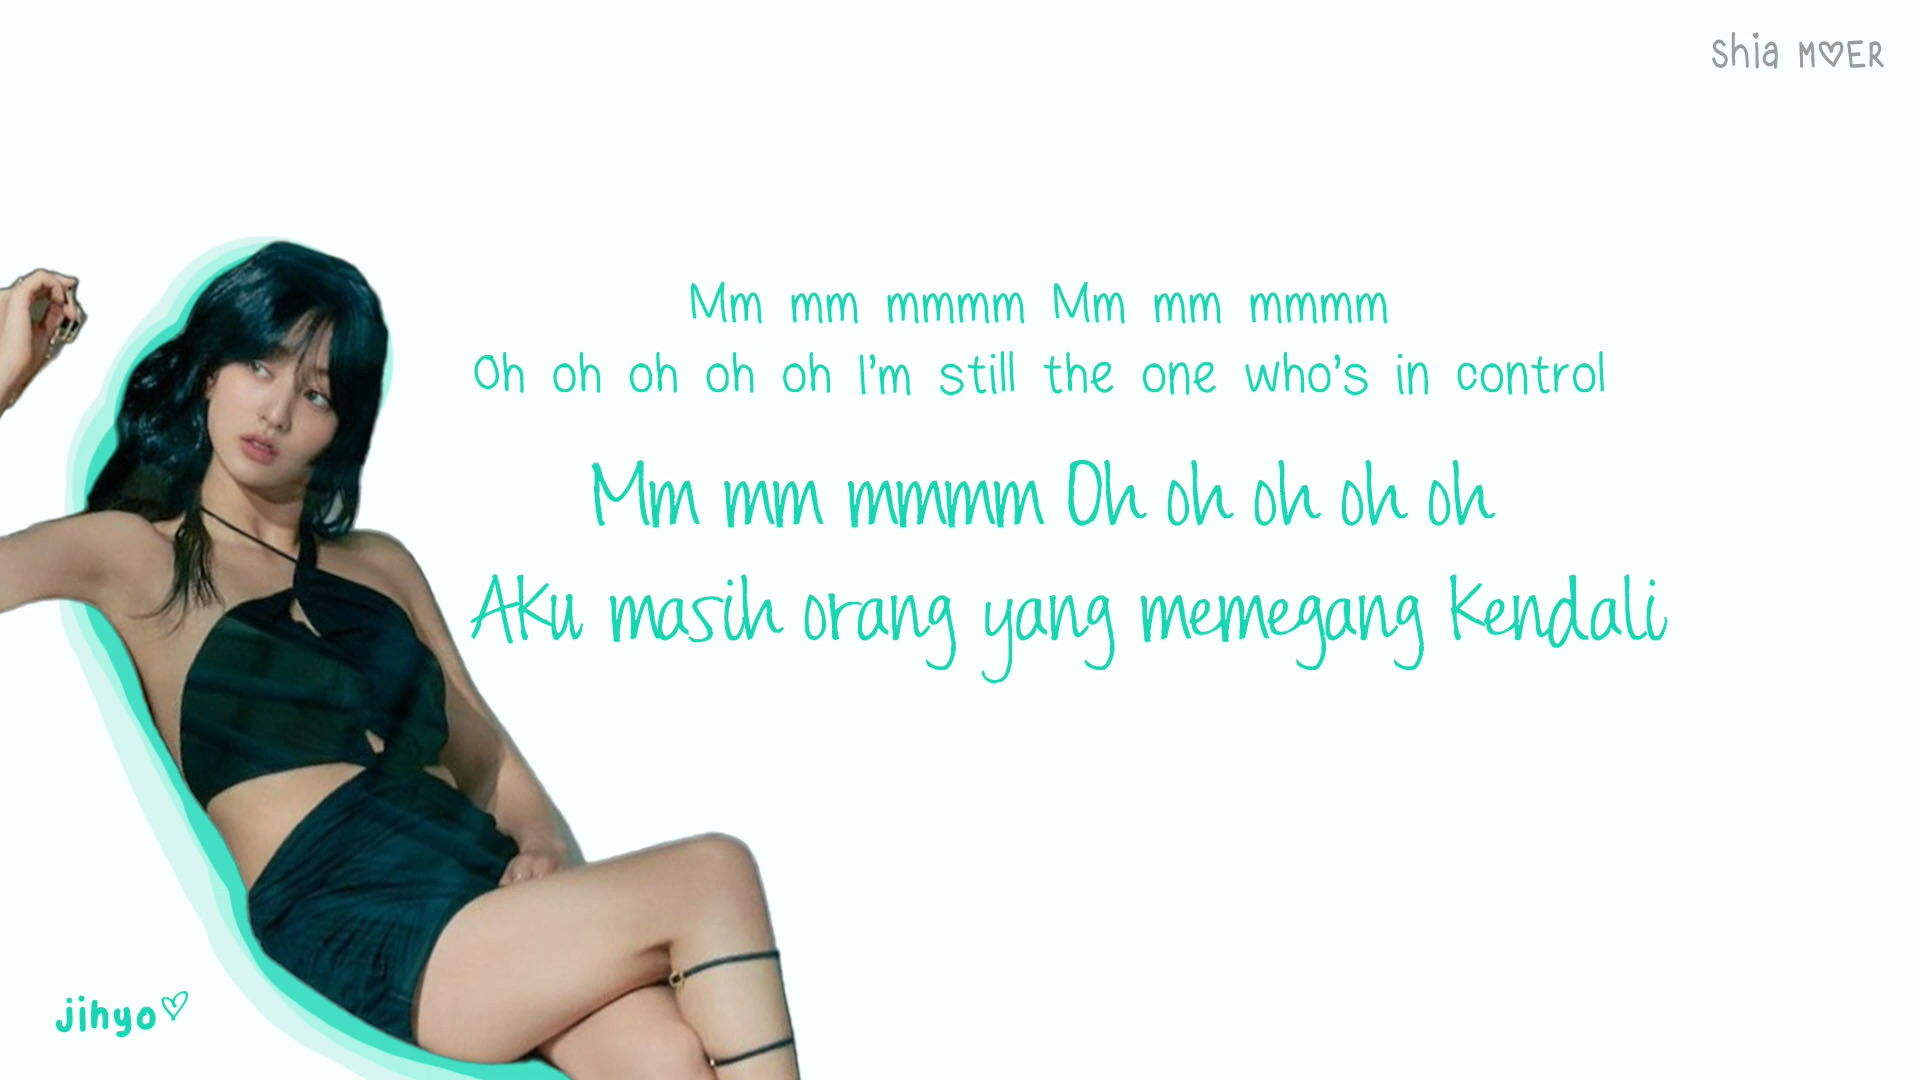 Shia M♡ER
Mm mm mmmm Mm mm mmmm
Oh oh oh oh oh I'm still the one who's in control
Mm mm mmmm Oh oh oh oh oh
Aku masih orang yang memegang kendali
jihyo♡